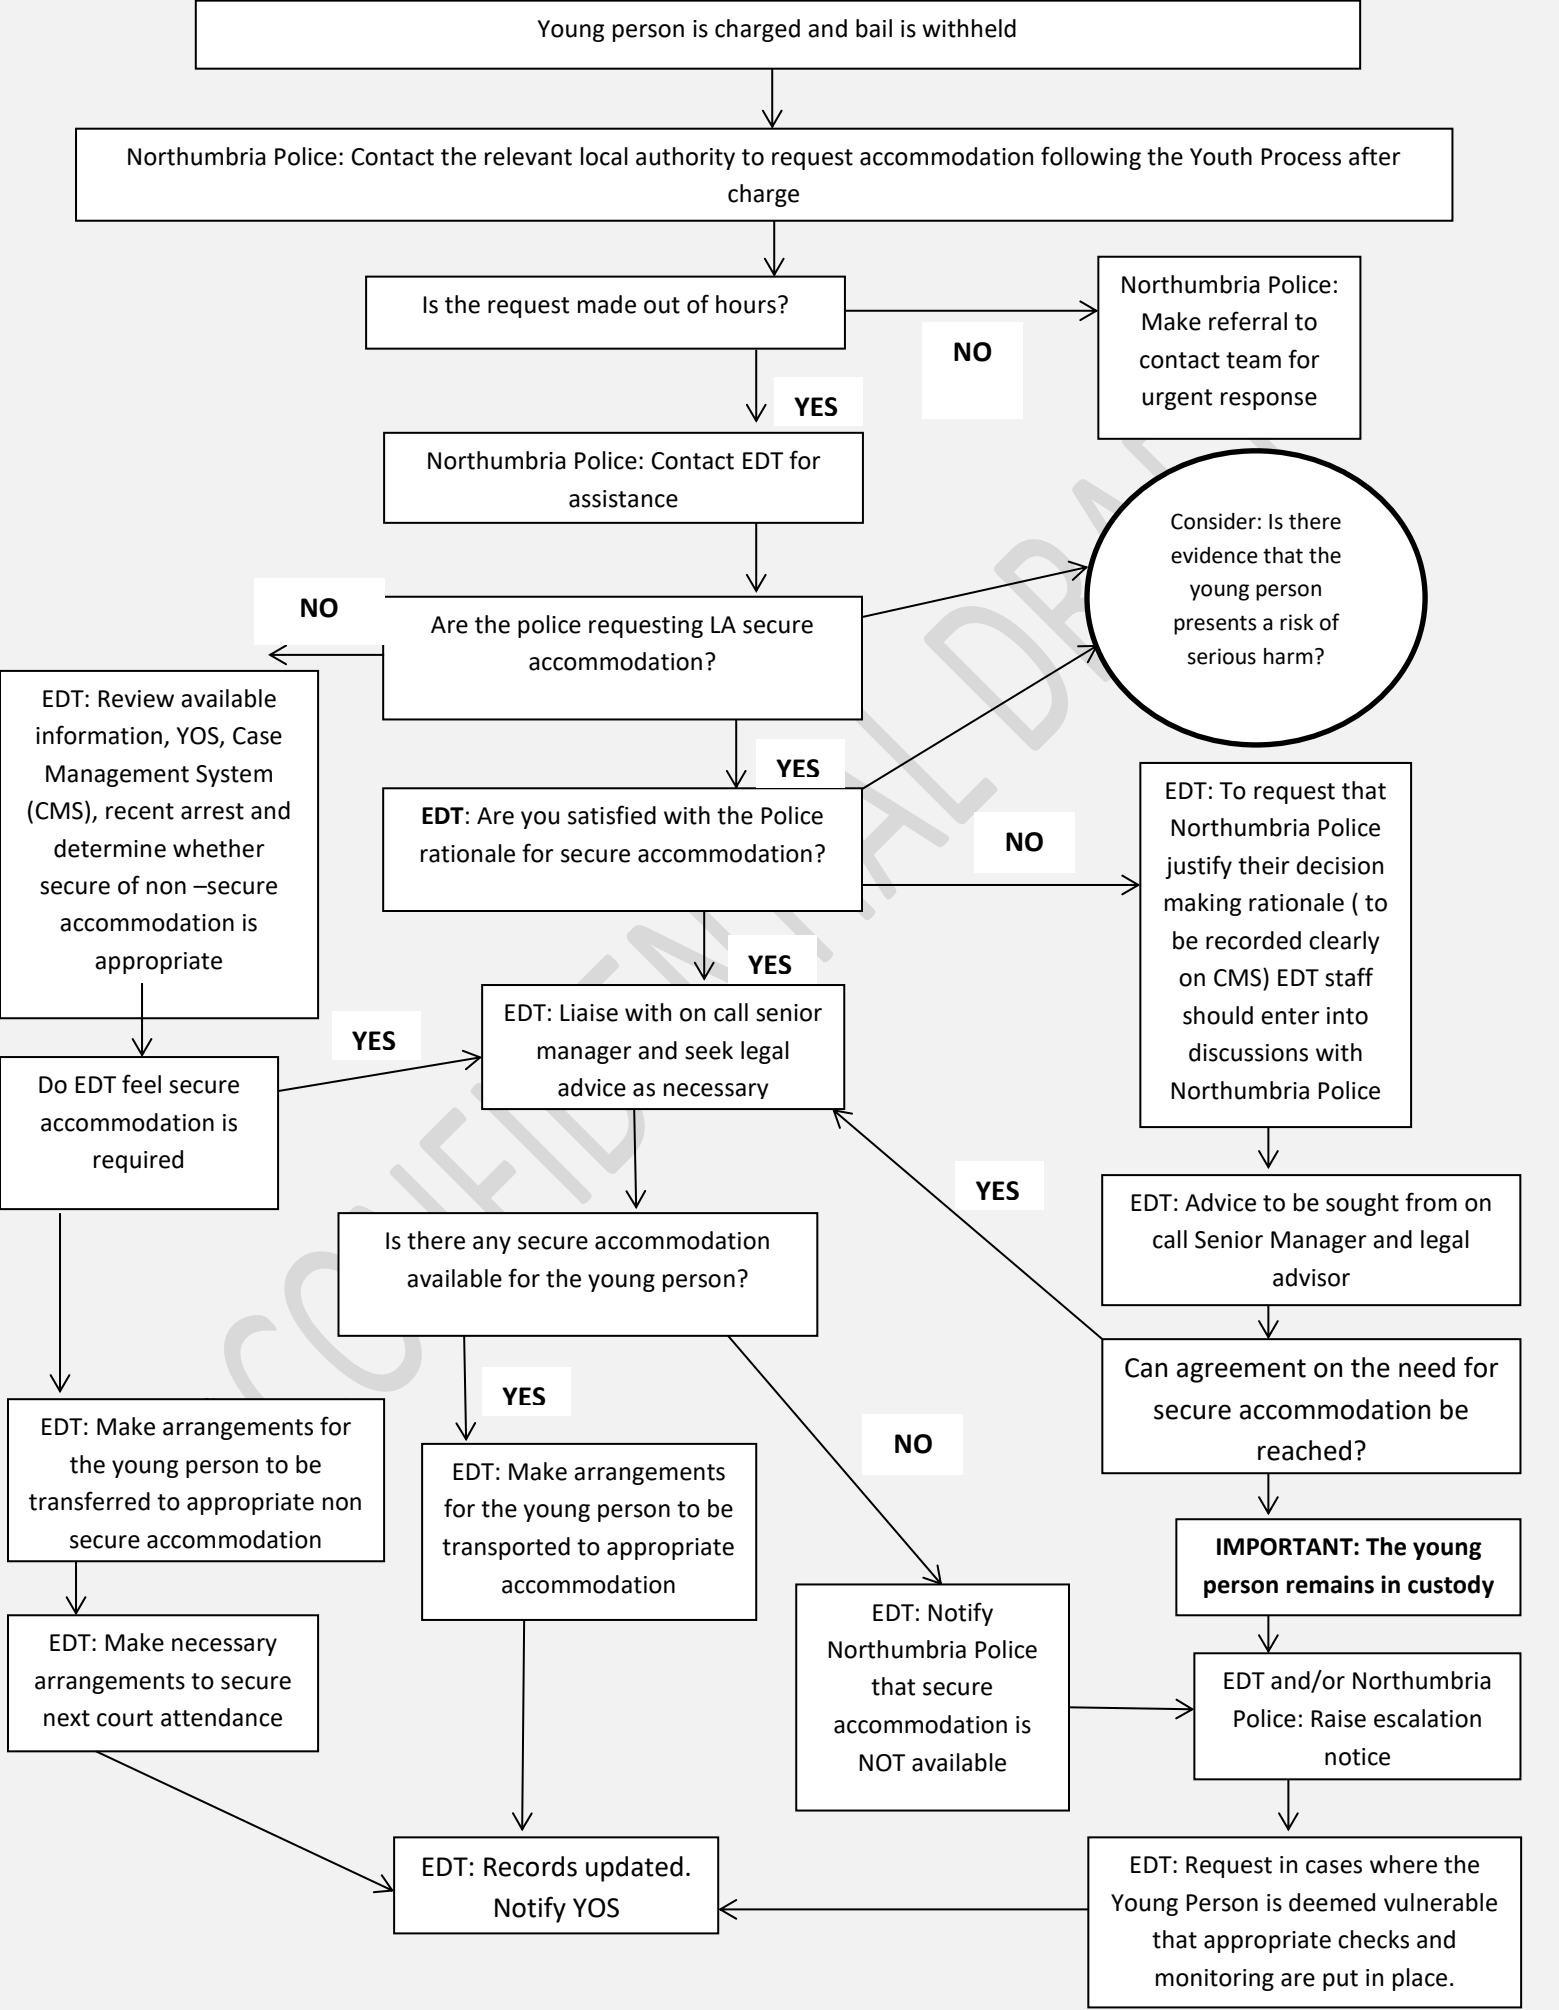 Young person is charged and bail is withheld
Northumbria Police: Contact the relevant local authority to request accommodation following the Youth Process after
charge
Is the request made out of hours?
NO
Northumbria Police:
Make referral to
contact team for
urgent response
YES
Northumbria Police: Contact EDT for
assistance
Consider: Is there
evidence that the
young person
presents a risk of
serious harm?
NO
Are the police requesting LA secure
accommodation?
EDT: Review available
information, YOS, Case
Management System
(CMS), recent arrest and
determine whether
secure of non –secure
accommodation is
appropriate
YES
EDT: Are you satisfied with the Police
rationale for secure accommodation?
NO
EDT: To request that
Northumbria Police
justify their decision
making rationale ( to
be recorded clearly
on CMS) EDT staff
should enter into
discussions with
Northumbria Police
YES
EDT: Liaise with on call senior
manager and seek legal
advice as necessary
YES
Do EDT feel secure
accommodation is
required
YES
EDT: Advice to be sought from on
call Senior Manager and legal
advisor
Is there any secure accommodation
available for the young person?
Can agreement on the need for
secure accommodation be
reached?
YES
NO
EDT: Make arrangements for
the young person to be
transferred to appropriate non
secure accommodation
EDT: Make arrangements
for the young person to be
transported to appropriate
accommodation
IMPORTANT: The young
person remains in custody
EDT: Make necessary
arrangements to secure
next court attendance
EDT: Notify
Northumbria Police
that secure
accommodation is
NOT available
EDT and/or Northumbria
Police: Raise escalation
notice
EDT: Records updated.
Notify YOS
EDT: Request in cases where the
Young Person is deemed vulnerable
that appropriate checks and
monitoring are put in place.
CONFIDENTIAL DRA